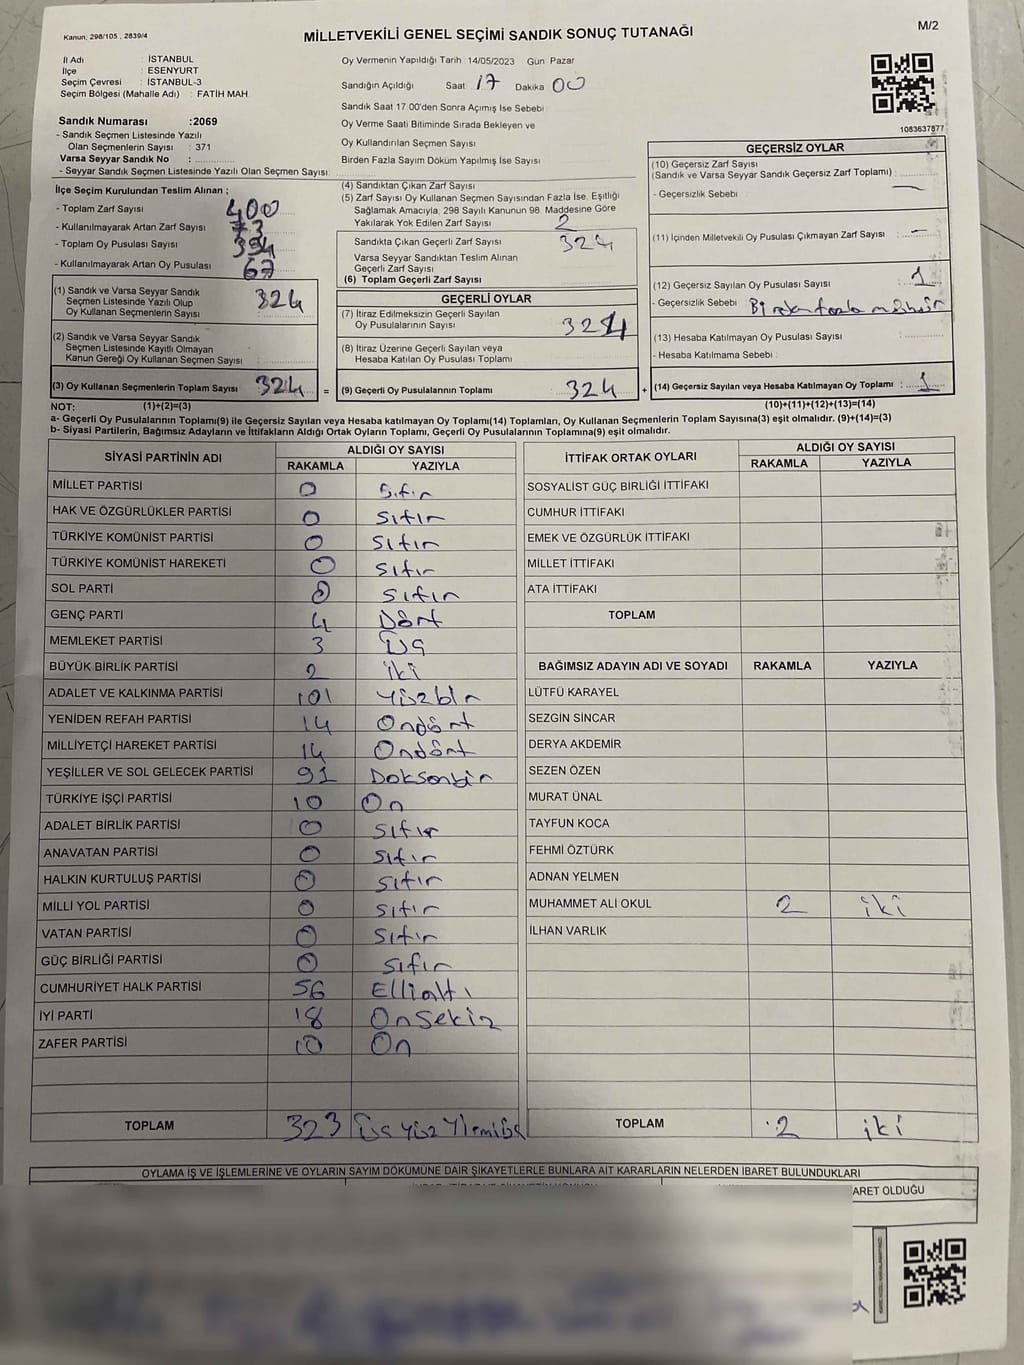 Kanun; 298/105 , 2839/4
MİLLETVEKİLİ GENEL SEÇİMİ SANDIK SONUÇ TUTANAĞI
M/2
İl Adı : İSTANBUL
İlçe : ESENYURT
Seçim Çevresi : İSTANBUL-3
Seçim Bölgesi (Mahalle Adı) : FATİH MAH.
Oy Vermenin Yapıldığı Tarih 14/05/2023 Gün: Pazar
Sandığın Açıldığı Saat 17 Dakika 00
Sandık Saat 17.00'den Sonra Açımış İse Sebebi
Oy Verme Saati Bitiminde Sırada Bekleyen ve
Oy Kullandırılan Seçmen Sayısı
Birden Fazla Sayım Döküm Yapılmış İse Sayısı
1083637877
Sandık Numarası :2069
- Sandık Seçmen Listesinde Yazılı
Olan Seçmenlerin Sayısı : 371
Varsa Seyyar Sandık No :
- Seyyar Sandık Seçmen Listesinde Yazılı Olan Seçmen Sayısı:
İlçe Seçim Kurulundan Teslim Alınan ;
- Toplam Zarf Sayısı 400
- Kullanılmayarak Artan Zarf Sayısı 73
- Toplam Oy Pusulası Sayısı
- Kullanılmayarak Artan Oy Pusulası 67
(1) Sandık ve Varsa Seyyar Sandık
Seçmen Listesinde Yazılı Olup
Oy Kullanan Seçmenlerin Sayısı 324
(2) Sandık ve Varsa Seyyar Sandık
Seçmen Listesinde Kayıtlı Olmayan
Kanun Gereği Oy Kullanan Seçmen Sayısı
(3) Oy Kullanan Seçmenlerin Toplam Sayısı 324 =
(4) Sandıktan Çıkan Zarf Sayısı
(5) Zarf Sayısı Oy Kullanan Seçmen Sayısından Fazla İse, Eşitliği
Sağlamak Amacıyla, 298 Sayılı Kanunun 98. Maddesine Göre
Yakılarak Yok Edilen Zarf Sayısı 2
Sandıkta Çıkan Geçerli Zarf Sayısı 324
Varsa Seyyar Sandıktan Teslim Alınan
Geçerli Zarf Sayısı
(6) Toplam Geçerli Zarf Sayısı
GEÇERLİ OYLAR
(7) İtiraz Edilmeksizin Geçerli Sayılan
Oy Pusulalarının Sayısı 324
(8) İtiraz Üzerine Geçerli Sayılan veya
Hesaba Katılan Oy Pusulası Toplamı
(9) Geçerli Oy Pusulalarının Toplamı 324 +
GEÇERSİZ OYLAR
(10) Geçersiz Zarf Sayısı
(Sandık ve Varsa Seyyar Sandık Geçersiz Zarf Toplamı) :
- Geçersizlik Sebebi : —
(11) İçinden Milletvekili Oy Pusulası Çıkmayan Zarf Sayısı : —
(12) Geçersiz Sayılan Oy Pusulası Sayısı : 1
- Geçersizlik Sebebi : Birden fazla mühür
(13) Hesaba Katılmayan Oy Pusulası Sayısı :
- Hesaba Katılmama Sebebi :
(14) Geçersiz Sayılan veya Hesaba Katılmayan Oy Toplamı : 1
NOT: (1)+(2)=(3) (10)+(11)+(12)+(13)=(14)
a- Geçerli Oy Pusulalarının Toplamı(9) ile Geçersiz Sayılan veya Hesaba katılmayan Oy Toplamı(14) Toplamları, Oy Kullanan Seçmenlerin Toplam Sayısına(3) eşit olmalıdır. (9)+(14)=(3)
b- Siyasi Partilerin, Bağımsız Adayların ve İttifakların Aldığı Ortak Oyların Toplamı, Geçerli Oy Pusulalarının Toplamına(9) eşit olmalıdır.
SİYASİ PARTİNİN ADI ALDIĞI OY SAYISI
RAKAMLA YAZIYLA
MİLLET PARTİSİ 0 Sıfır
HAK VE ÖZGÜRLÜKLER PARTİSİ 0 Sıfır
TÜRKİYE KOMÜNİST PARTİSİ 0 Sıfır
TÜRKİYE KOMÜNİST HAREKETİ 0 Sıfır
SOL PARTİ 0 Sıfır
GENÇ PARTİ 4 Dört
MEMLEKET PARTİSİ 3 Üç
BÜYÜK BİRLİK PARTİSİ 2 iki
ADALET VE KALKINMA PARTİSİ 101 Yüzbir
YENİDEN REFAH PARTİSİ 14 Ondört
MİLLİYETÇİ HAREKET PARTİSİ 14 Ondört
YEŞİLLER VE SOL GELECEK PARTİSİ 91 Doksanbir
TÜRKİYE İŞÇİ PARTİSİ 10 On
ADALET BİRLİK PARTİSİ 0 Sıfır
ANAVATAN PARTİSİ 0 Sıfır
HALKIN KURTULUŞ PARTİSİ 0 Sıfır
MİLLİ YOL PARTİSİ 0 Sıfır
VATAN PARTİSİ 0 Sıfır
GÜÇ BİRLİĞİ PARTİSİ 0 Sıfır
CUMHURİYET HALK PARTİSİ 56 Ellialtı
İYİ PARTİ 18 Onsekiz
ZAFER PARTİSİ 10 On
TOPLAM 323
İTTİFAK ORTAK OYLARI ALDIĞI OY SAYISI
RAKAMLA YAZIYLA
SOSYALİST GÜÇ BİRLİĞİ İTTİFAKI
CUMHUR İTTİFAKI
EMEK VE ÖZGÜRLÜK İTTİFAKI
MİLLET İTTİFAKI
ATA İTTİFAKI
TOPLAM
BAĞIMSIZ ADAYIN ADI VE SOYADI RAKAMLA YAZIYLA
LÜTFÜ KARAYEL
SEZGİN SİNCAR
DERYA AKDEMİR
SEZEN ÖZEN
MURAT ÜNAL
TAYFUN KOCA
FEHMİ ÖZTÜRK
ADNAN YELMEN
MUHAMMET ALİ OKUL 2 iki
İLHAN VARLIK
TOPLAM 2 iki
OYLAMA İŞ VE İŞLEMLERİNE VE OYLARIN SAYIM DÖKÜMÜNE DAİR ŞİKAYETLERLE BUNLARA AİT KARARLARIN NELERDEN İBARET BULUNDUKLARI
ARET OLDUĞU